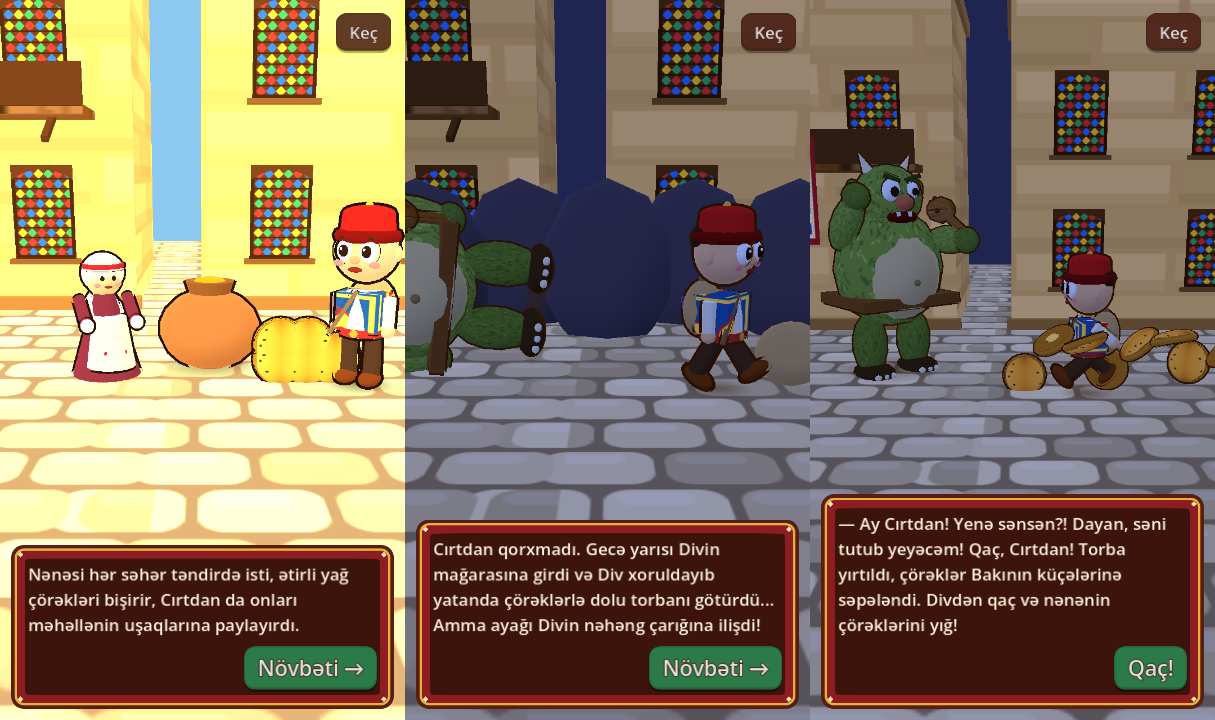 Keç
Nənəsi hər səhər təndirdə isti, ətirli yağ
çörəkləri bişirir, Cırtdan da onları
məhəllənin uşaqlarına paylayırdı.
Növbəti →
Keç
Cırtdan qorxmadı. Gecə yarısı Divin
mağarasına girdi və Div xoruldayıb
yatanda çörəklərlə dolu torbanı götürdü...
Amma ayağı Divin nəhəng çarığına ilişdi!
Növbəti →
Keç
— Ay Cırtdan! Yenə sənsən?! Dayan, səni
tutub yeyəcəm! Qaç, Cırtdan! Torba
yırtıldı, çörəklər Bakının küçələrinə
səpələndi. Divdən qaç və nənənin
çörəklərini yığ!
Qaç!